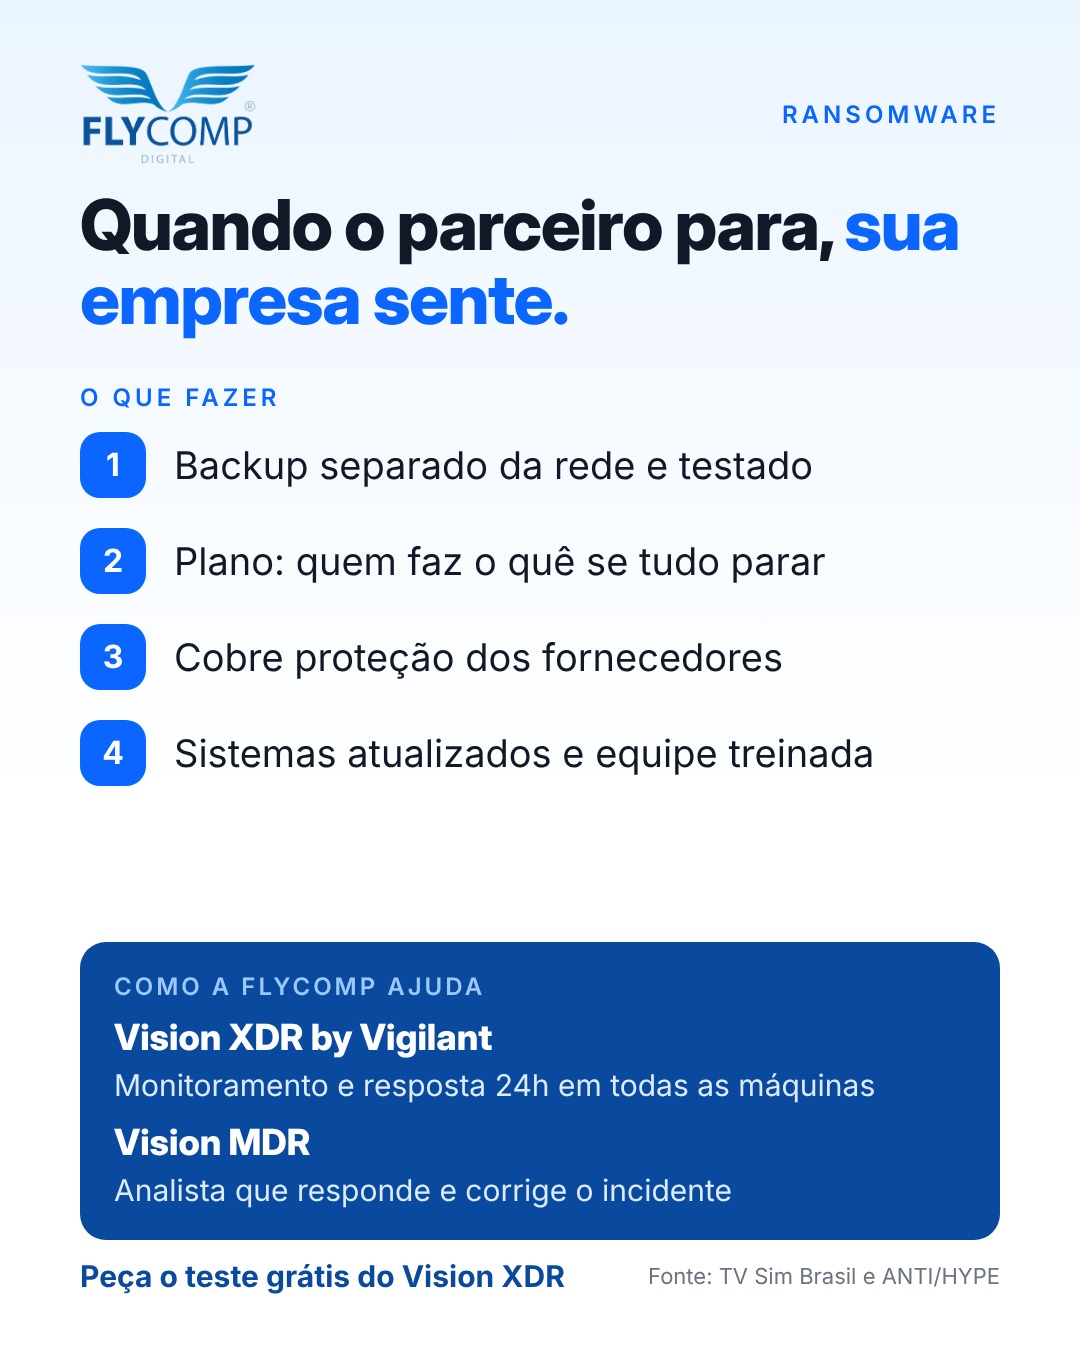 FLYCOMP®
DIGITAL
RANSOMWARE
Quando o parceiro para, sua
empresa sente.
O QUE FAZER
1 Backup separado da rede e testado
2 Plano: quem faz o quê se tudo parar
3 Cobre proteção dos fornecedores
4 Sistemas atualizados e equipe treinada
COMO A FLYCOMP AJUDA
Vision XDR by Vigilant
Monitoramento e resposta 24h em todas as máquinas
Vision MDR
Analista que responde e corrige o incidente
Peça o teste grátis do Vision XDR
Fonte: TV Sim Brasil e ANTI/HYPE